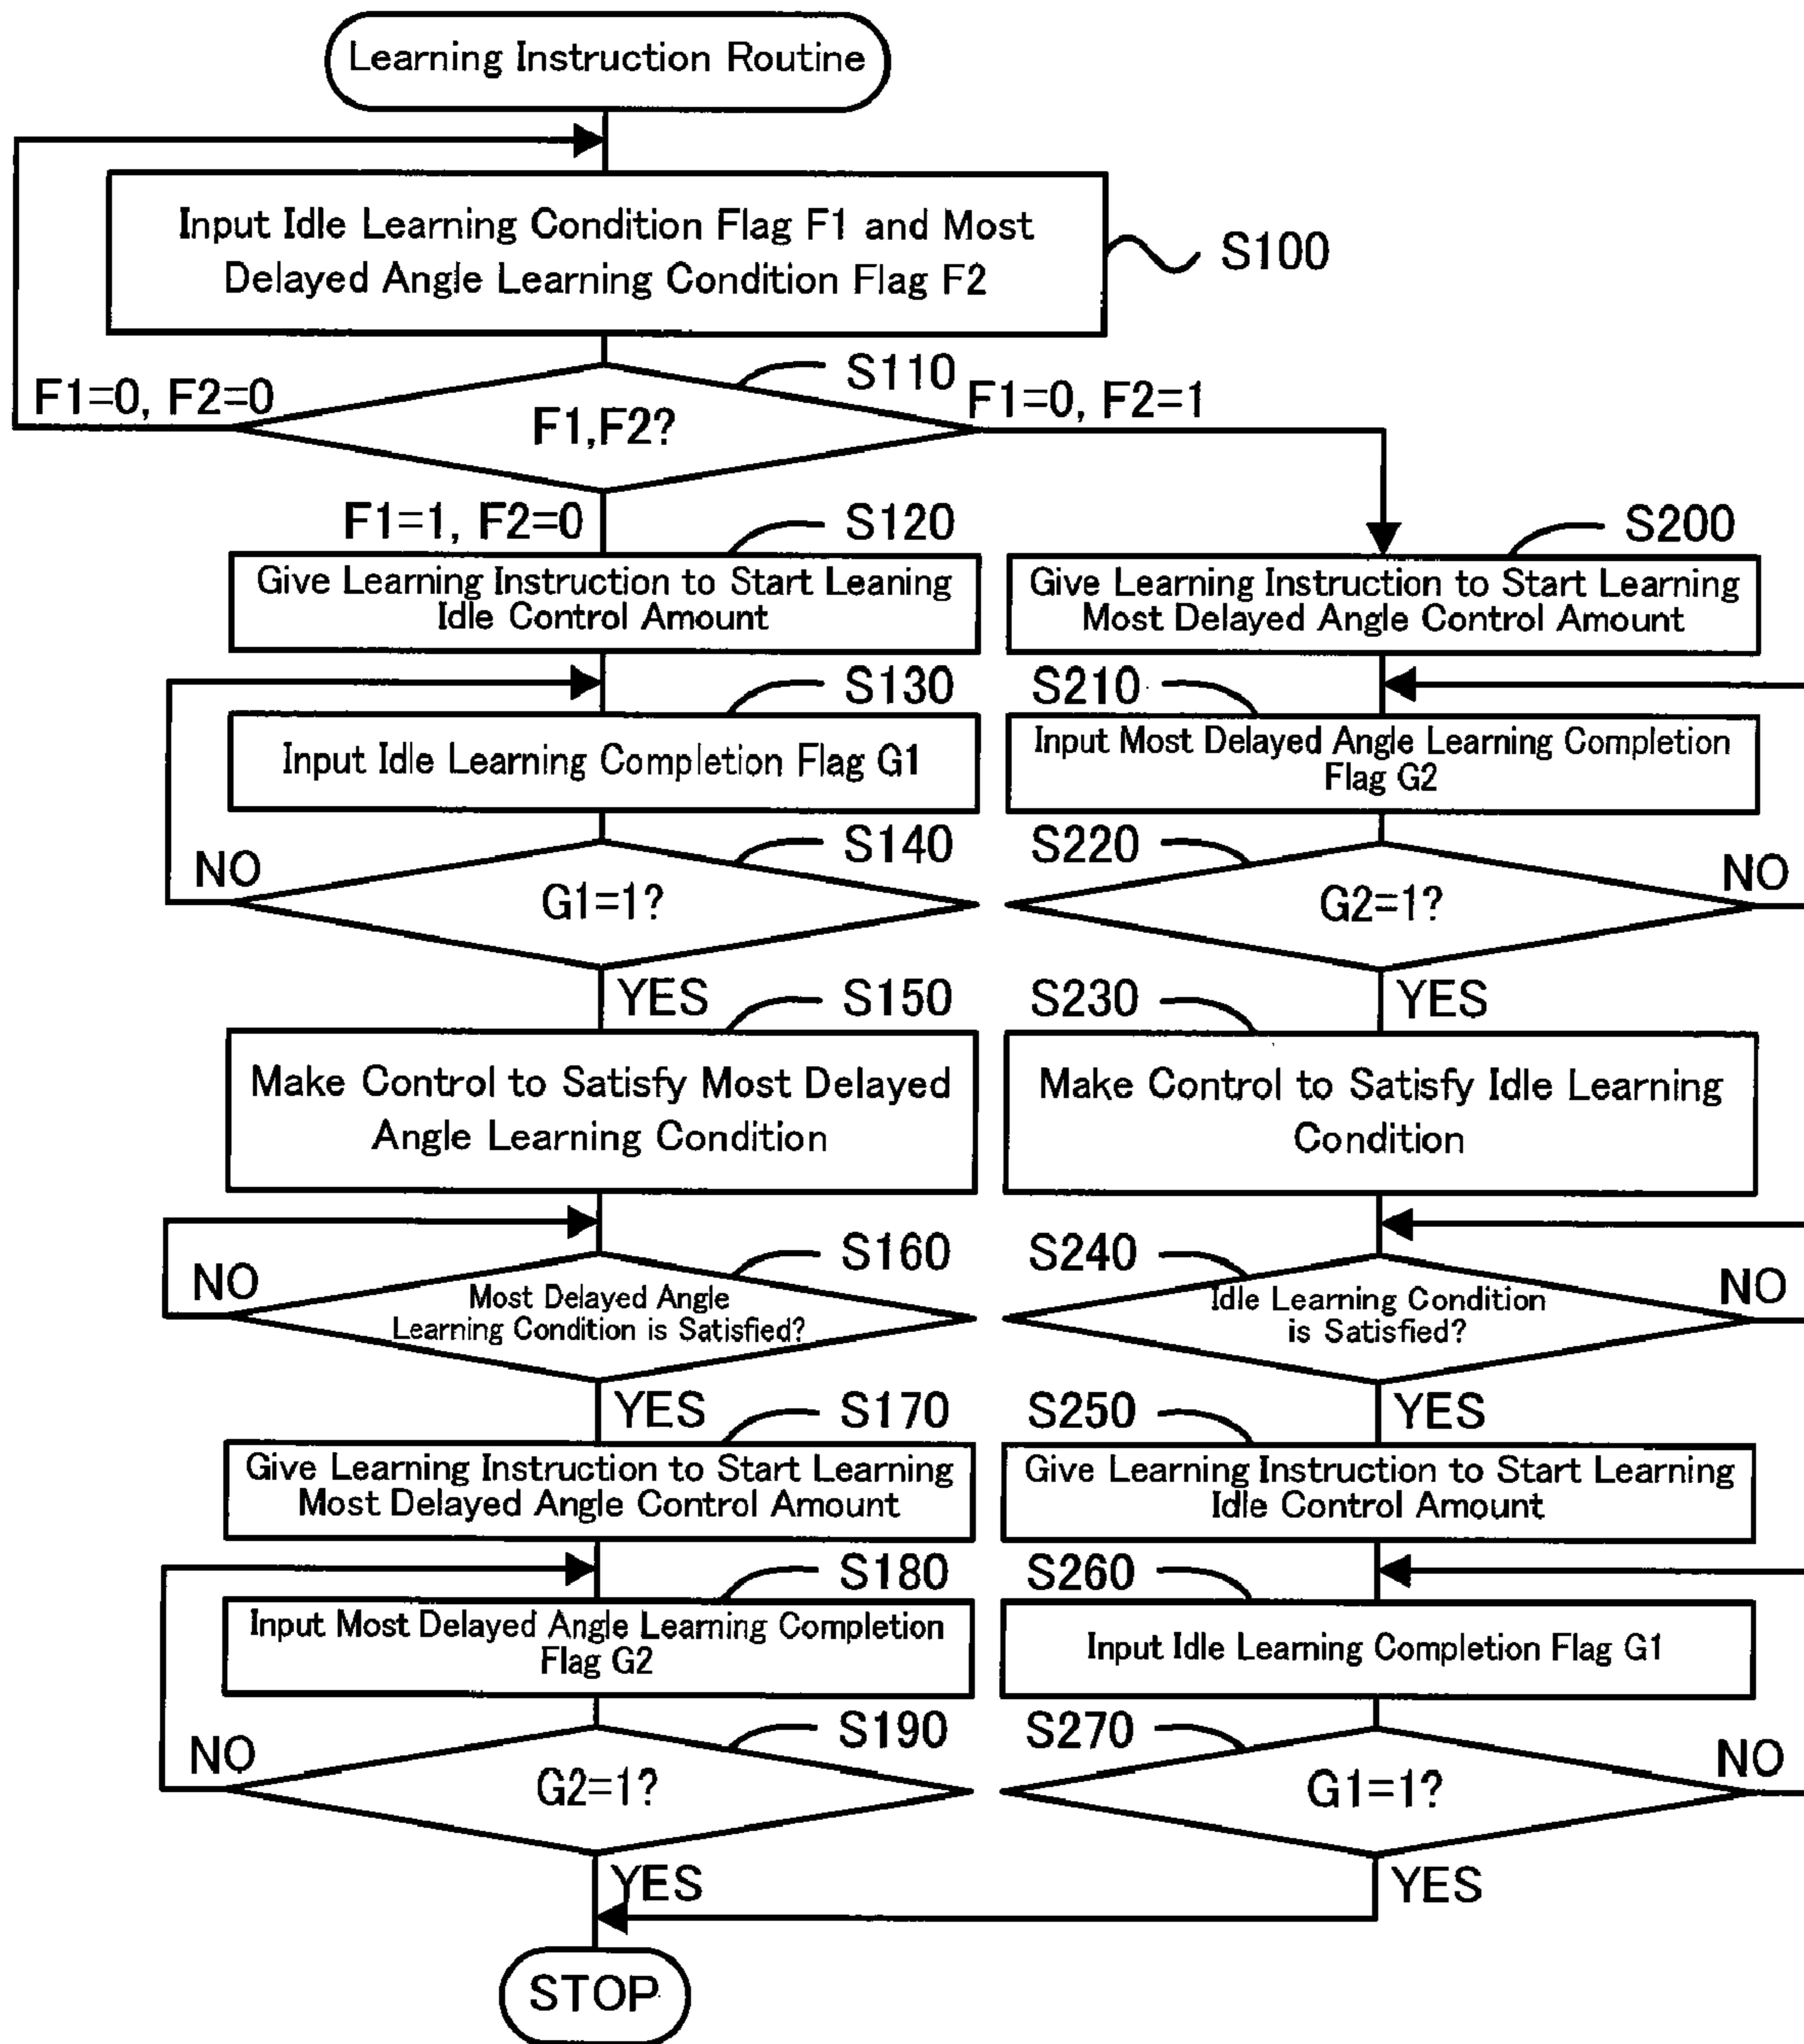 Learning Instruction Routine
Input Idle Learning Condition Flag F1 and Most
Delayed Angle Learning Condition Flag F2
S100
S110
F1=0, F2=0
F1,F2?
F1=0, F2=1
F1=1, F2=0
S120
Give Learning Instruction to Start Leaning
Idle Control Amount
S130
Input Idle Learning Completion Flag G1
S140
NO
G1=1?
YES
S150
Make Control to Satisfy Most Delayed
Angle Learning Condition
S160
NO
Most Delayed Angle
Learning Condition is Satisfied?
YES
S170
Give Learning Instruction to Start Learning
Most Delayed Angle Control Amount
S180
Input Most Delayed Angle Learning Completion
Flag G2
S190
NO
G2=1?
YES
S200
Give Learning Instruction to Start Learning
Most Delayed Angle Control Amount
S210
Input Most Delayed Angle Learning Completion
Flag G2
S220
NO
G2=1?
YES
S230
Make Control to Satisfy Idle Learning
Condition
S240
NO
Idle Learning Condition
is Satisfied?
YES
S250
Give Learning Instruction to Start Learning
Idle Control Amount
S260
Input Idle Learning Completion Flag G1
S270
NO
G1=1?
YES
STOP